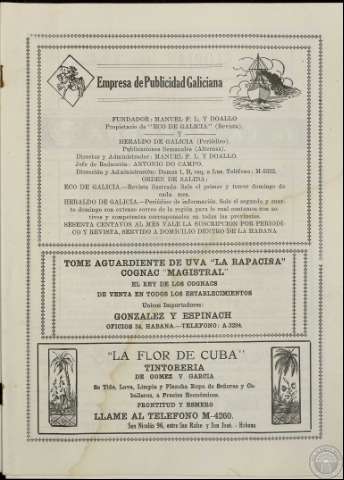 Empresa de Publicidad Galiciana
FUNDADOR: MANUEL F. L. Y DOALLO
Propietario de "ECO DE GALICIA" (Revista).
Y
HERALDO DE GALICIA (Periódico)
Publicaciones Semanales (Alternas).
Director y Administrador: MANUEL F. L. Y DOALLO.
Jefe de Redacción: ANTONIO DO CAMPO.
Dirección y Administración: Damas 1, B, esq. a Luz. Teléfono:
ORDEN DE SALIDA:
ECO DE GALICIA.—Revista ilustrada Sale el primer y tercer domingo de
cada mes.
HERALDO DE GALICIA.—Periódico de información. Sale el segundo y cuar-
to domingo con extenso correo de la región para lo cual contamos con ac-
tivos y competentes corresponsales en todas las provincias.
SESENTA CENTAVOS AL MES VALE LA SUSCRIPCION POR PERIODI-
CO Y REVISTA, SERVIDO A DOMICILIO DENTRO DE LA HABANA
TOME AGUARDIENTE DE UVA "LA RAPACIÑA"
COGNAC "MAGISTRAL"
EL REY DE LOS COGNACS
DE VENTA EN TODOS LOS ESTABLECIMIENTOS
Unicos Importadores:
GONZALEZ Y ESPINACH
OFICIOS 34, HABANA.—TELEFONO: A-3284.
"LA FLOR DE CUBA"
TINTORERIA
DE GOMEZ Y GARCIA
Se Tiñe, Lava, Limpia y Plancha Ropa de Señoras y Ca-
balleros, a Precios Económicos.
PRONTITUD Y ESMERO
LLAME AL TELEFONO M-4260.
San Nicolás 96, entre San Rafael y San José. - Habana